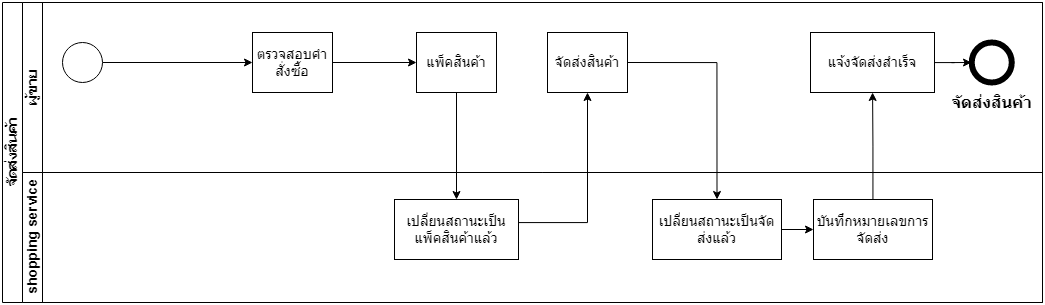 จัดส่งสินค้า
ผู้ขาย
ตรวจสอบคำ
สั่งซื้อ
แพ็คสินค้า
จัดส่งสินค้า
แจ้งจัดส่งสำเร็จ
จัดส่งสินค้า
shopping service
เปลี่ยนสถานะเป็น
แพ็คสินค้าแล้ว
เปลี่ยนสถานะเป็นจัด
ส่งแล้ว
บันทึกหมายเลขการ
จัดส่ง